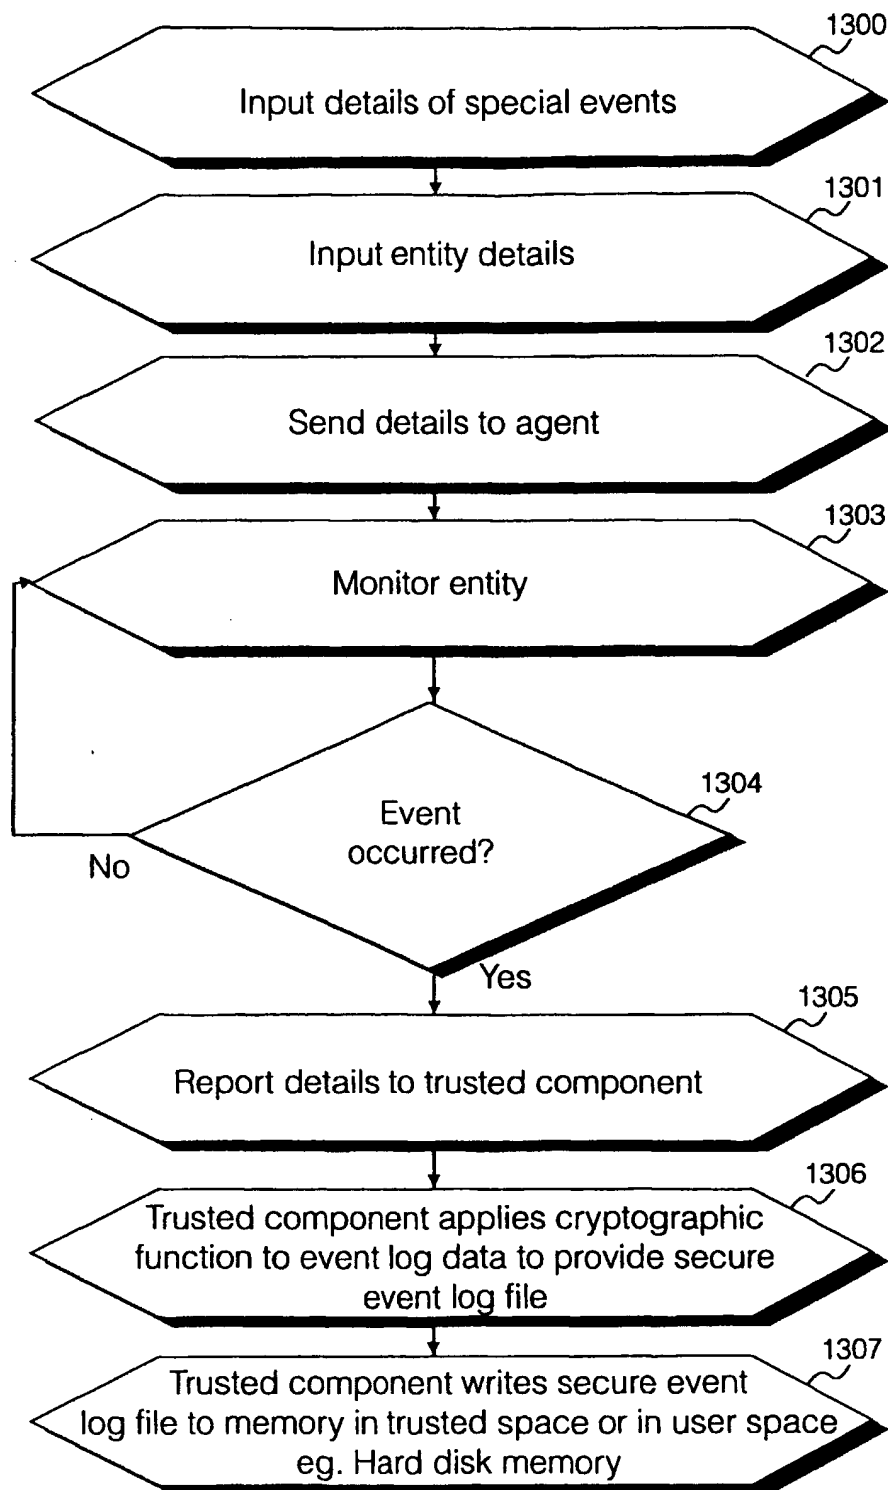 1300
Input details of special events
1301
Input entity details
1302
Send details to agent
1303
Monitor entity
1304
Event
occurred?
No
Yes
1305
Report details to trusted component
1306
Trusted component applies cryptographic
function to event log data to provide secure
event log file
1307
Trusted component writes secure event
log file to memory in trusted space or in user space
eg. Hard disk memory